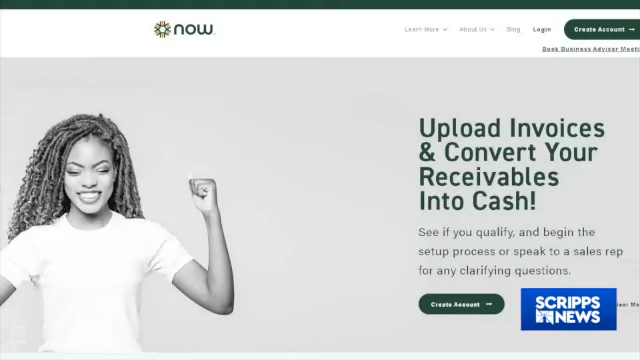 now
Learn More
About Us
Blog
Login
Create Account →
Book Business Advisor Meeti
Upload Invoices
& Convert Your
Receivables
Into Cash!
See if you qualify, and begin the
setup process or speak to a sales rep
for any clarifying questions.
Create Account →
SCRIPPS
NEWS